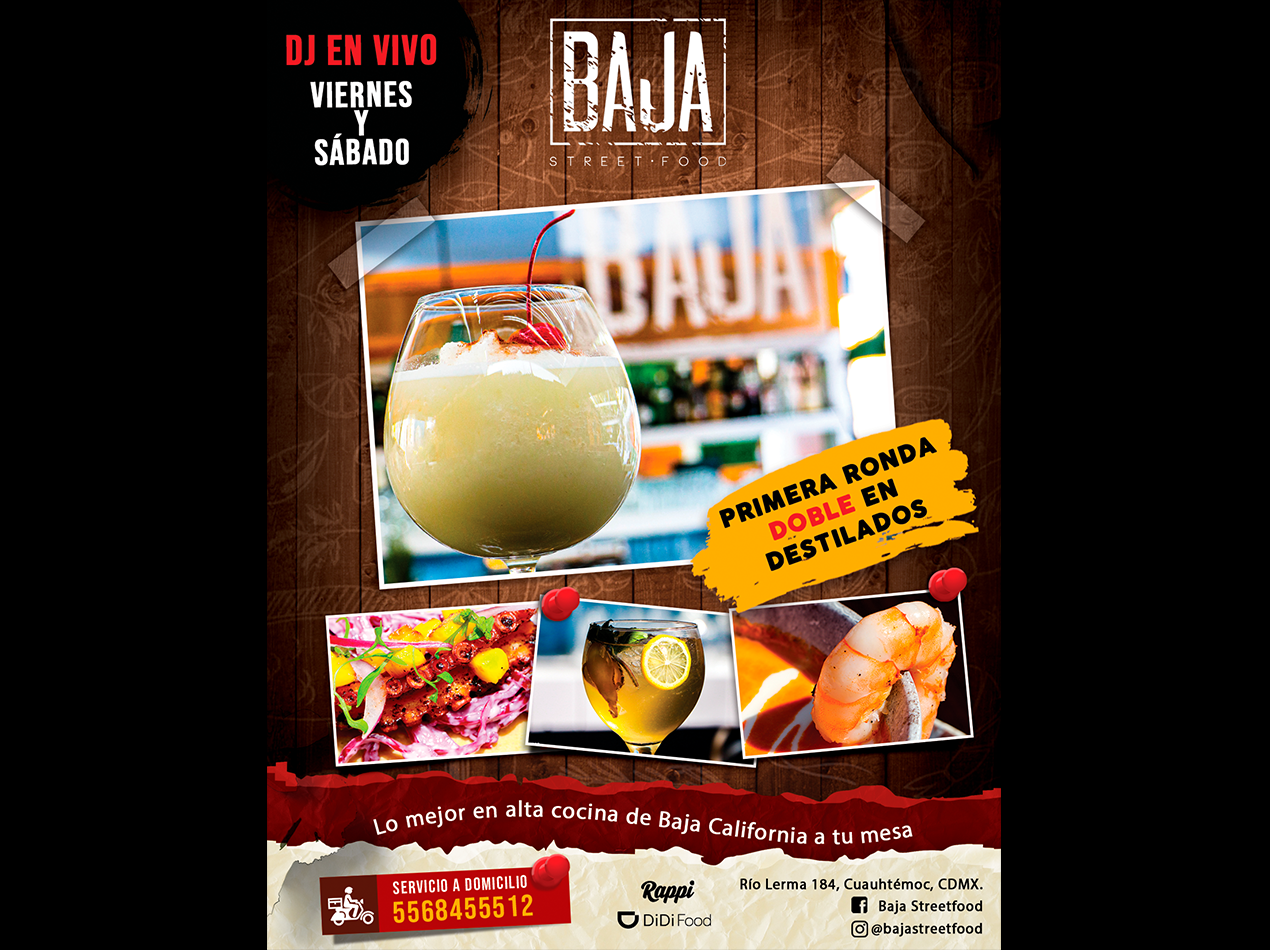 DJ EN VIVO
VIERNES
Y
SÁBADO
BAJA
STREET·FOOD
BAJA
PRIMERA RONDA
DOBLE EN
DESTILADOS
Lo mejor en alta cocina de Baja California a tu mesa
SERVICIO A DOMICILIO
5568455512
Rappi
DiDi Food
Río Lerma 184, Cuauhtémoc, CDMX.
Baja Streetfood
@bajastreetfood